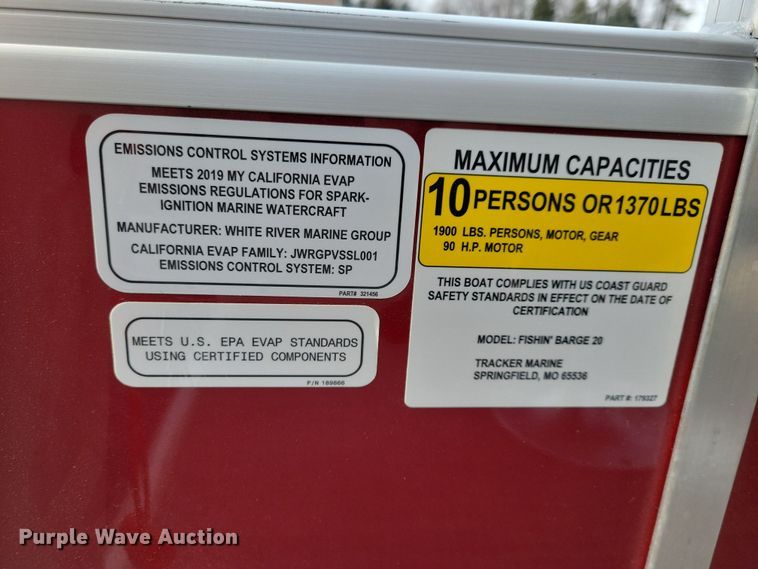 EMISSIONS CONTROL SYSTEMS INFORMATION
MEETS 2019 MY CALIFORNIA EVAP
EMISSIONS REGULATIONS FOR SPARK-
IGNITION MARINE WATERCRAFT
MANUFACTURER: WHITE RIVER MARINE GROUP
CALIFORNIA EVAP FAMILY: JWRGPVSSL001
EMISSIONS CONTROL SYSTEM: SP
PART# 321456
MEETS U.S. EPA EVAP STANDARDS
USING CERTIFIED COMPONENTS
P/N 189866
MAXIMUM CAPACITIES
10 PERSONS OR 1370 LBS
1900 LBS. PERSONS, MOTOR, GEAR
90 H.P. MOTOR
THIS BOAT COMPLIES WITH US COAST GUARD
SAFETY STANDARDS IN EFFECT ON THE DATE OF
CERTIFICATION
MODEL: FISHIN' BARGE 20
TRACKER MARINE
SPRINGFIELD, MO 65536
PART #: 179327
Purple Wave Auction